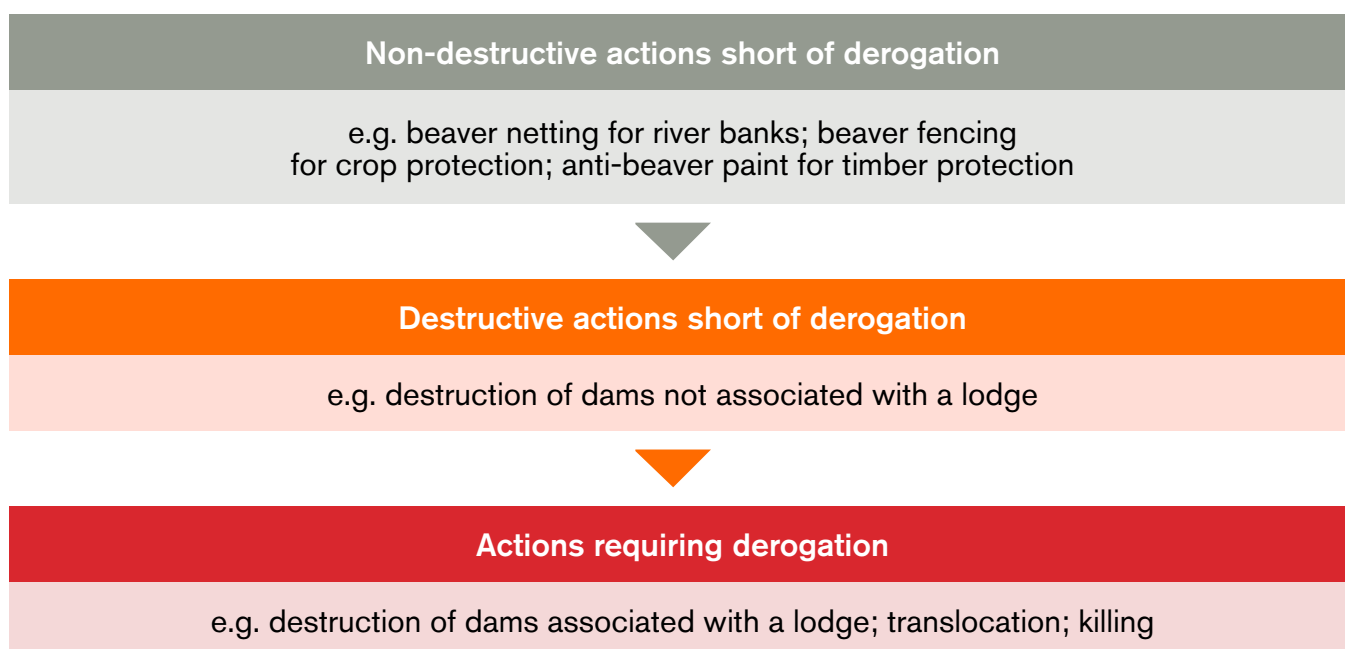 Non-destructive actions short of derogation
e.g. beaver netting for river banks; beaver fencing
for crop protection; anti-beaver paint for timber protection
Destructive actions short of derogation
e.g. destruction of dams not associated with a lodge
Actions requiring derogation
e.g. destruction of dams associated with a lodge; translocation; killing